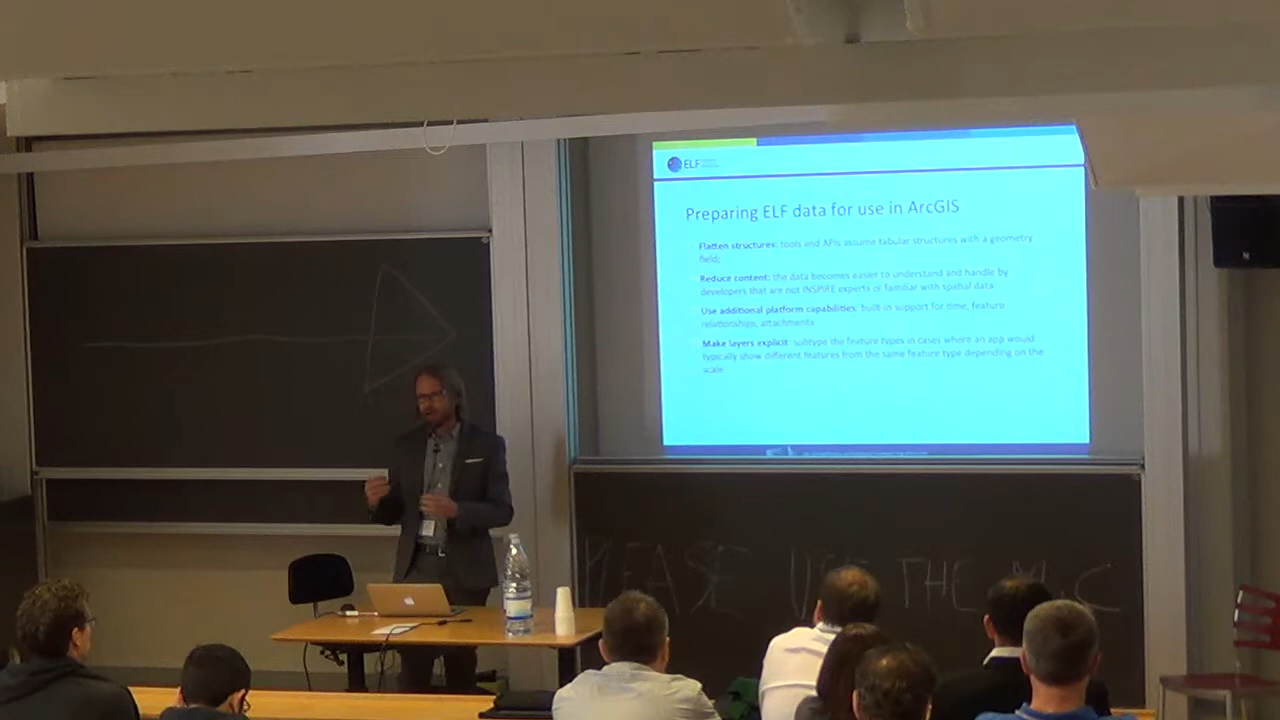 ELF
Preparing ELF data for use in ArcGIS
Flatten structures: tools and APIs assume tabular structures with a geometry
field;
Reduce content: the data becomes easier to understand and handle by
developers that are not INSPIRE experts or familiar with spatial data
Use additional platform capabilities: built-in support for time, feature
relationships, attachments
Make layers explicit: subtype the feature types in cases where an app would
typically show different features from the same feature type depending on the
scale
PLEASE USE THE MIC